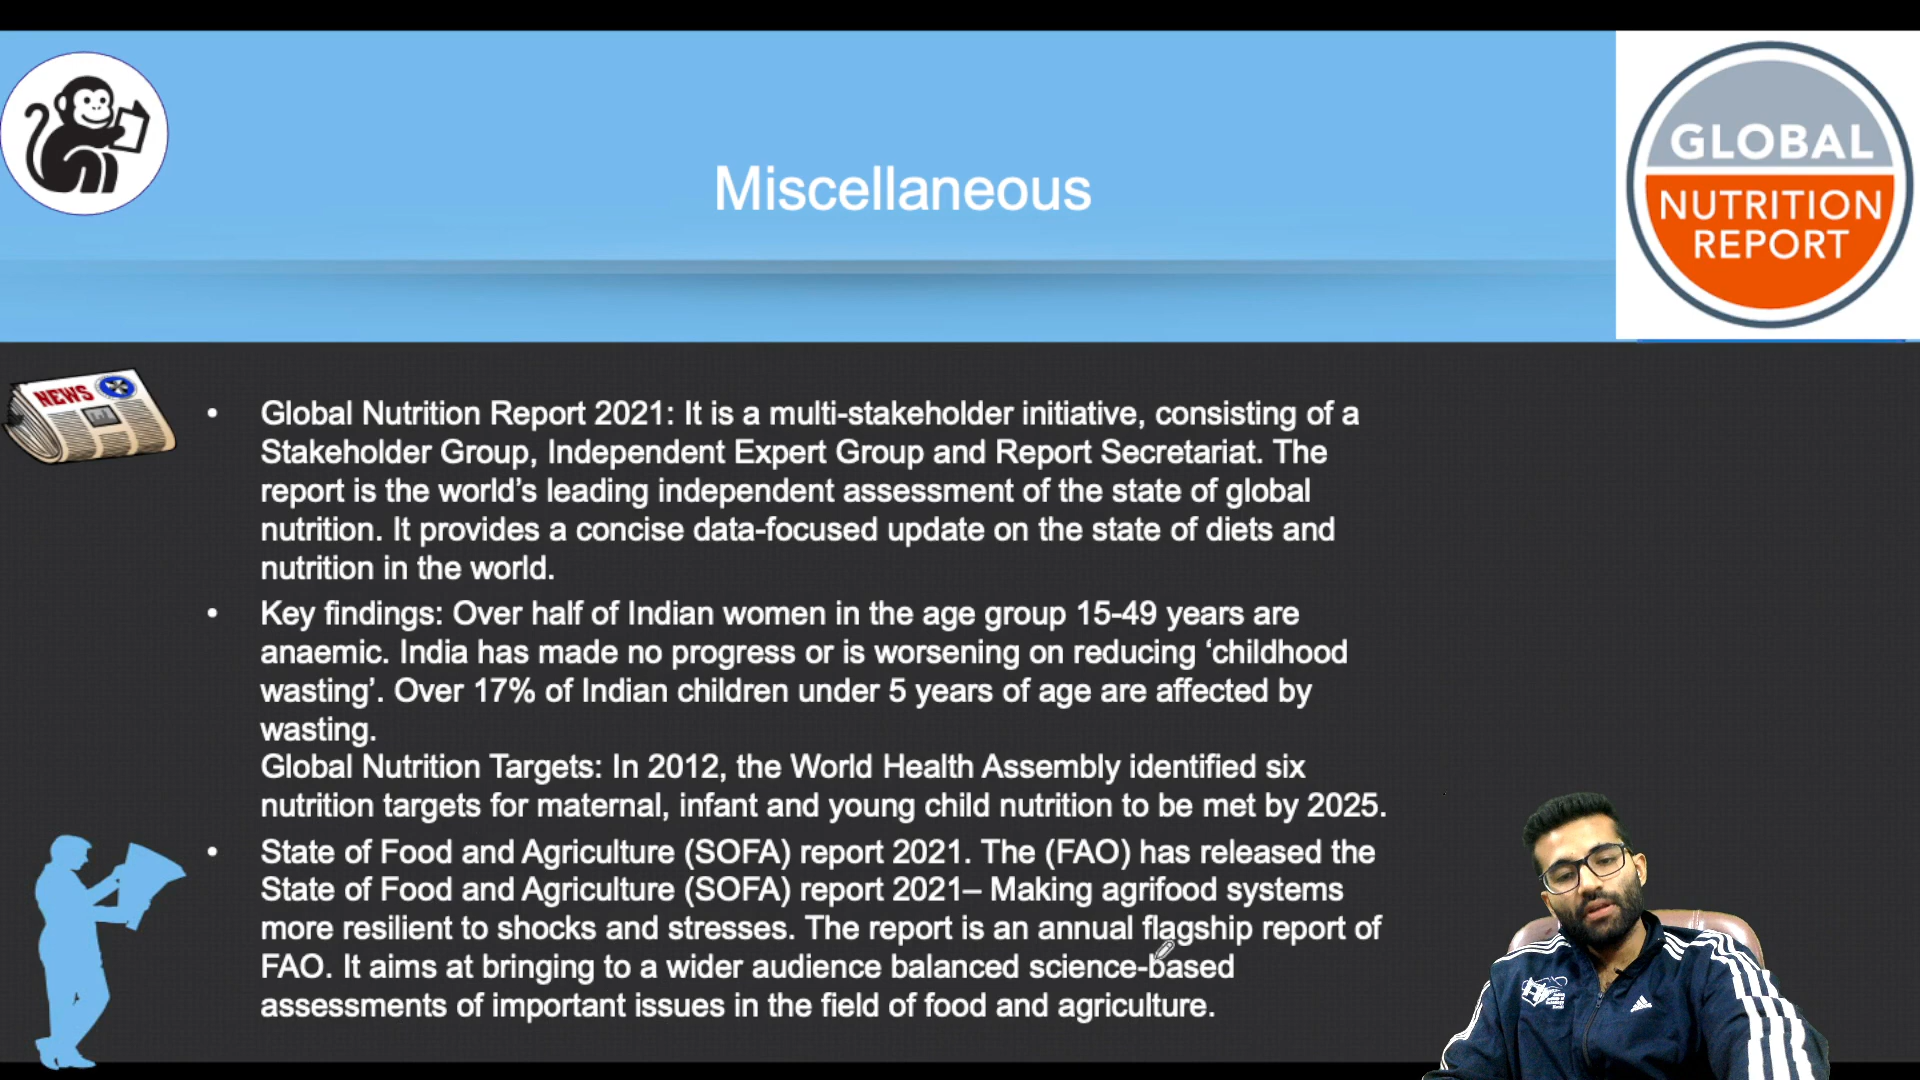 Miscellaneous
GLOBAL
NUTRITION
REPORT
NEWS
• Global Nutrition Report 2021: It is a multi-stakeholder initiative, consisting of a
Stakeholder Group, Independent Expert Group and Report Secretariat. The
report is the world’s leading independent assessment of the state of global
nutrition. It provides a concise data-focused update on the state of diets and
nutrition in the world.
• Key findings: Over half of Indian women in the age group 15-49 years are
anaemic. India has made no progress or is worsening on reducing ‘childhood
wasting’. Over 17% of Indian children under 5 years of age are affected by
wasting.
Global Nutrition Targets: In 2012, the World Health Assembly identified six
nutrition targets for maternal, infant and young child nutrition to be met by 2025.
• State of Food and Agriculture (SOFA) report 2021. The (FAO) has released the
State of Food and Agriculture (SOFA) report 2021– Making agrifood systems
more resilient to shocks and stresses. The report is an annual flagship report of
FAO. It aims at bringing to a wider audience balanced science-based
assessments of important issues in the field of food and agriculture.